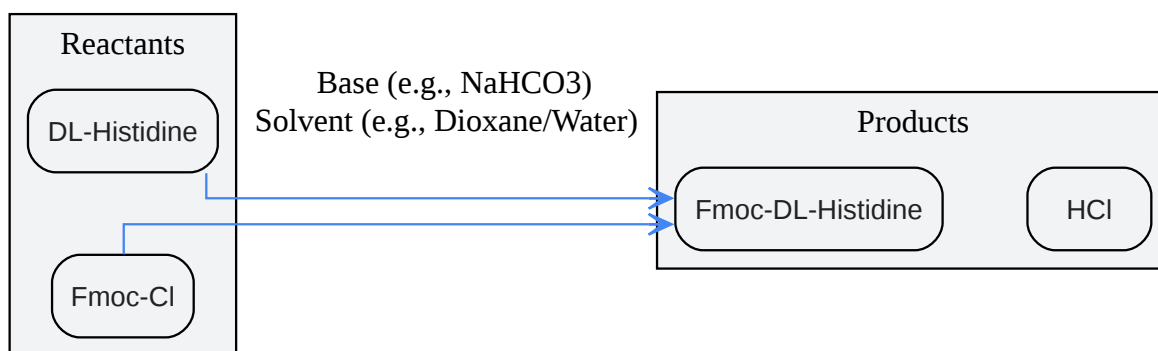 Reactants
DL-Histidine
Fmoc-Cl
Base (e.g., NaHCO3)
Solvent (e.g., Dioxane/Water)
Products
Fmoc-DL-Histidine
HCl